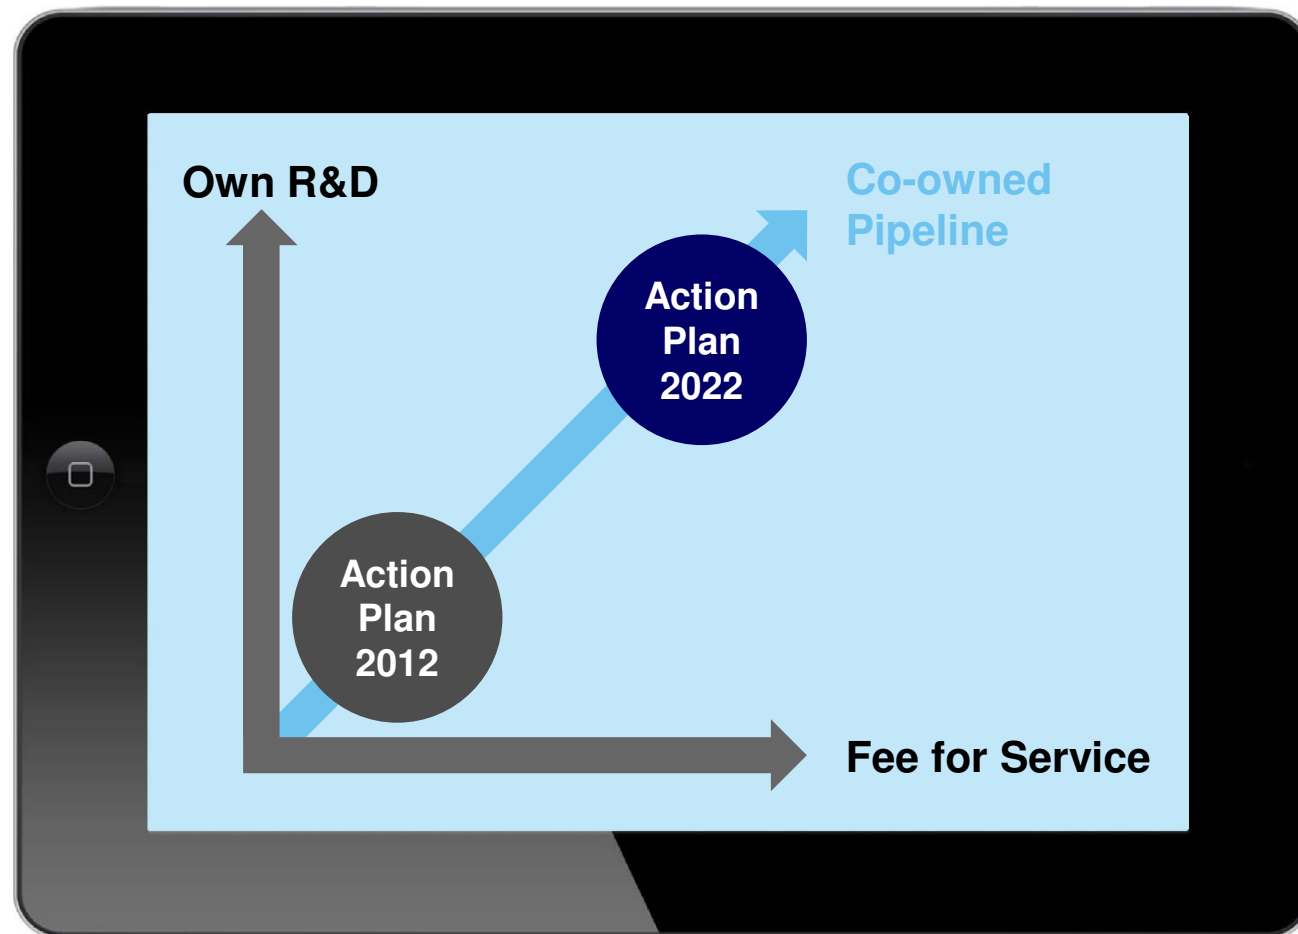 Own R&D
Co-owned
Pipeline
Action
Plan
2022
Action
Plan
2012
Fee for Service